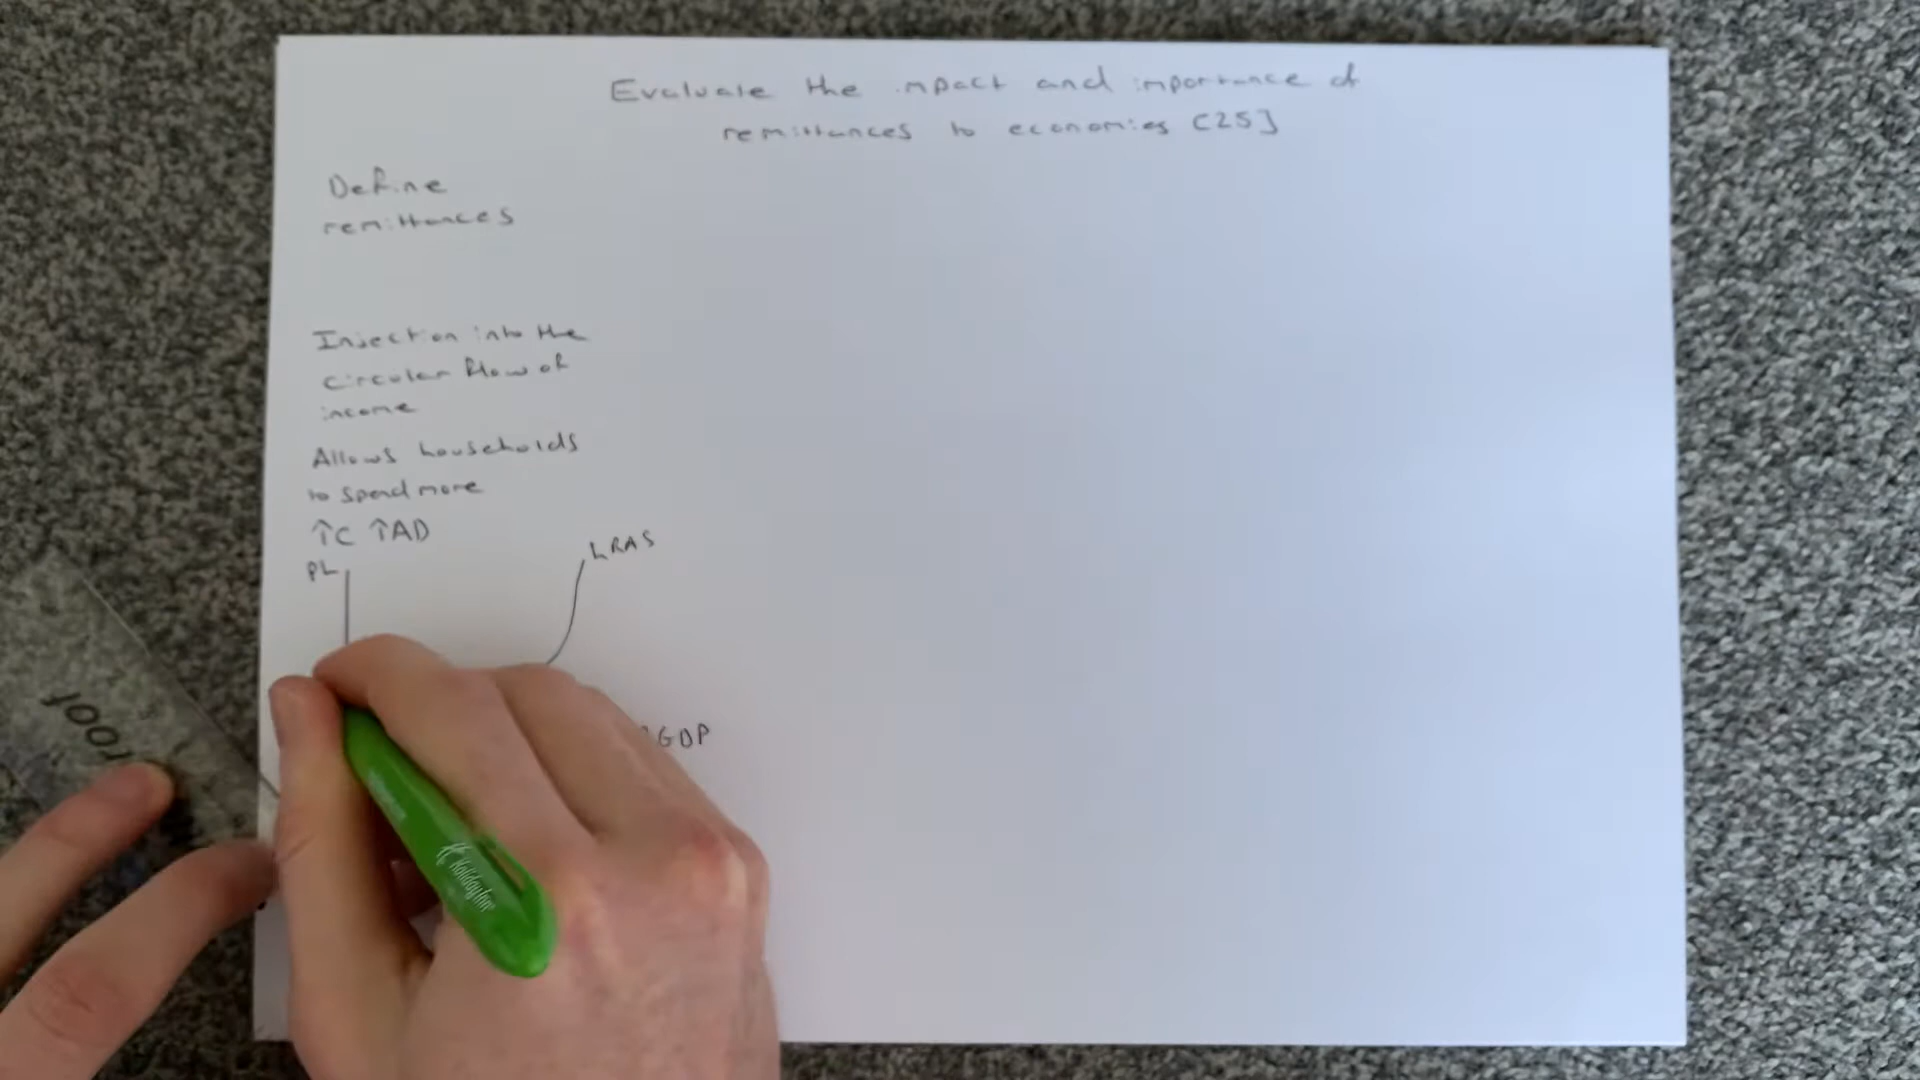 Evaluate the impact and importance of
remittances to economies [25]
Define
remittances
Injection into the
circular flow of
income
Allows households
to spend more
↑C ↑AD
PL
LRAS
GDP
roof